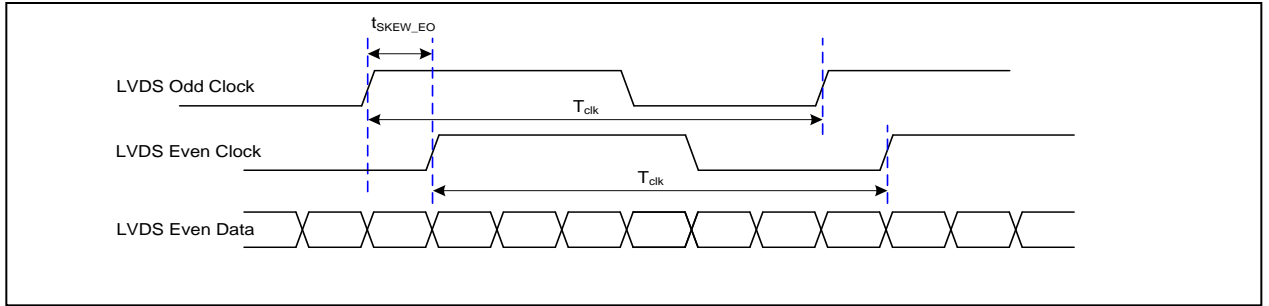 tSKEW_EO
LVDS Odd Clock
Tclk
LVDS Even Clock
Tclk
LVDS Even Data